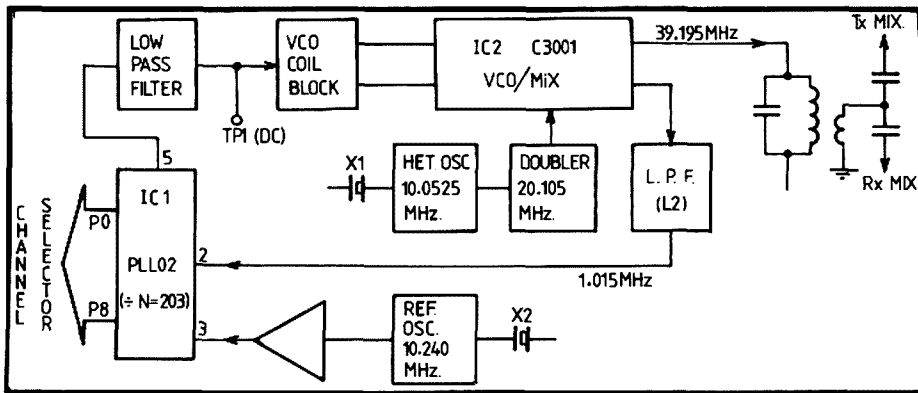 LOW
PASS
FILTER
VCO
COIL
BLOCK
IC2 C3001
VCO/MiX
39.195MHz
Tx MIX.
TP1 (DC)
5
X1
HET OSC
10.0525
MHz.
DOUBLER
20.105
MHz.
L. P. F.
(L2)
Rx MIX
CHANNEL
SELECTOR
P0
P8
IC1
PLL02
(÷ N=203)
2
1.015MHz
3
REF.
OSC.
10.240
MHz.
X2